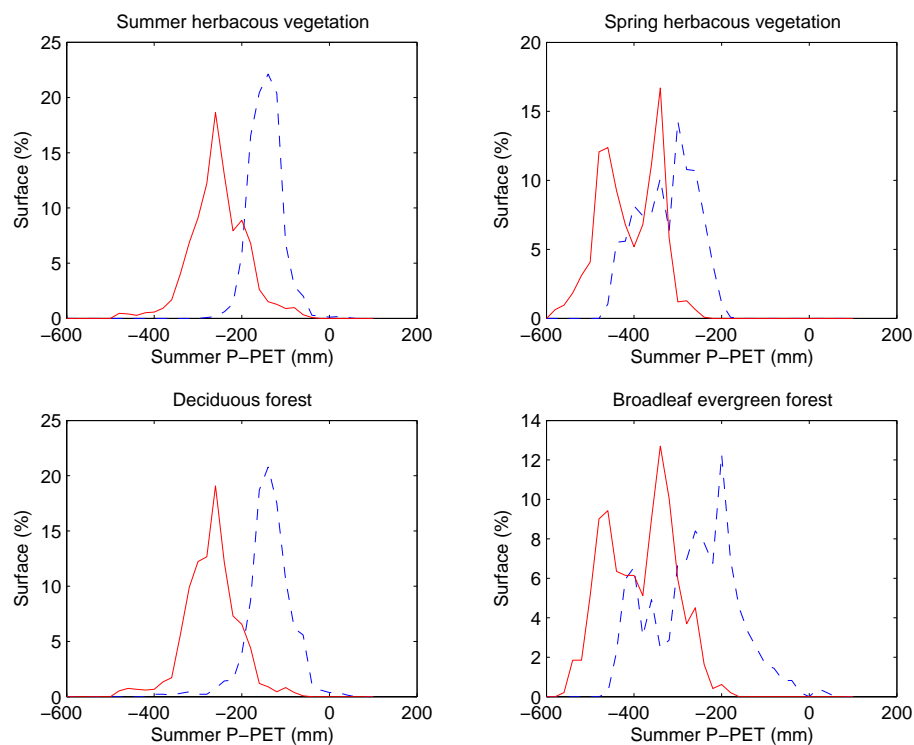 Summer herbacous vegetation
25
20
15
10
5
0
Surface (%)
−600 −400 −200 0 200
Summer P−PET (mm)
Spring herbacous vegetation
20
15
10
5
0
Surface (%)
−600 −400 −200 0 200
Summer P−PET (mm)
Deciduous forest
25
20
15
10
5
0
Surface (%)
−600 −400 −200 0 200
Summer P−PET (mm)
Broadleaf evergreen forest
14
12
10
8
6
4
2
0
Surface (%)
−600 −400 −200 0 200
Summer P−PET (mm)